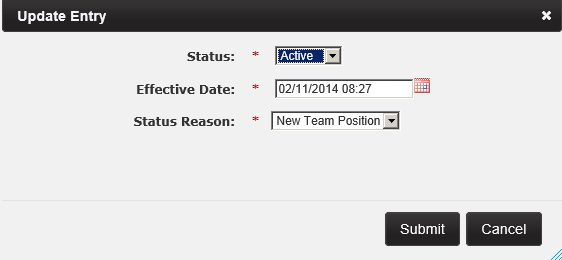 Update Entry
Status: * Active
Effective Date: * 02/11/2014 08:27
Status Reason: * New Team Position
Submit Cancel